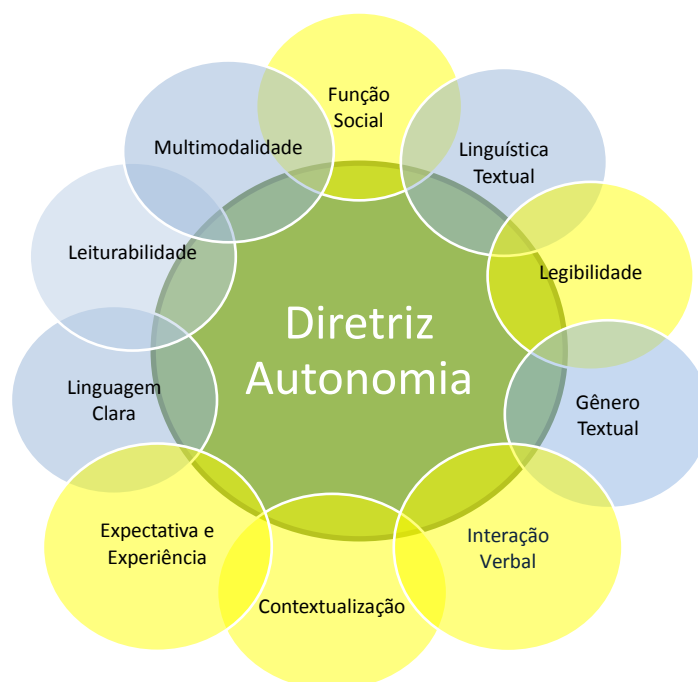 Função
Social
Linguística
Textual
Legibilidade
Gênero
Textual
Interação
Verbal
Contextualização
Expectativa e
Experiência
Linguagem
Clara
Leiturabilidade
Multimodalidade
Diretriz
Autonomia